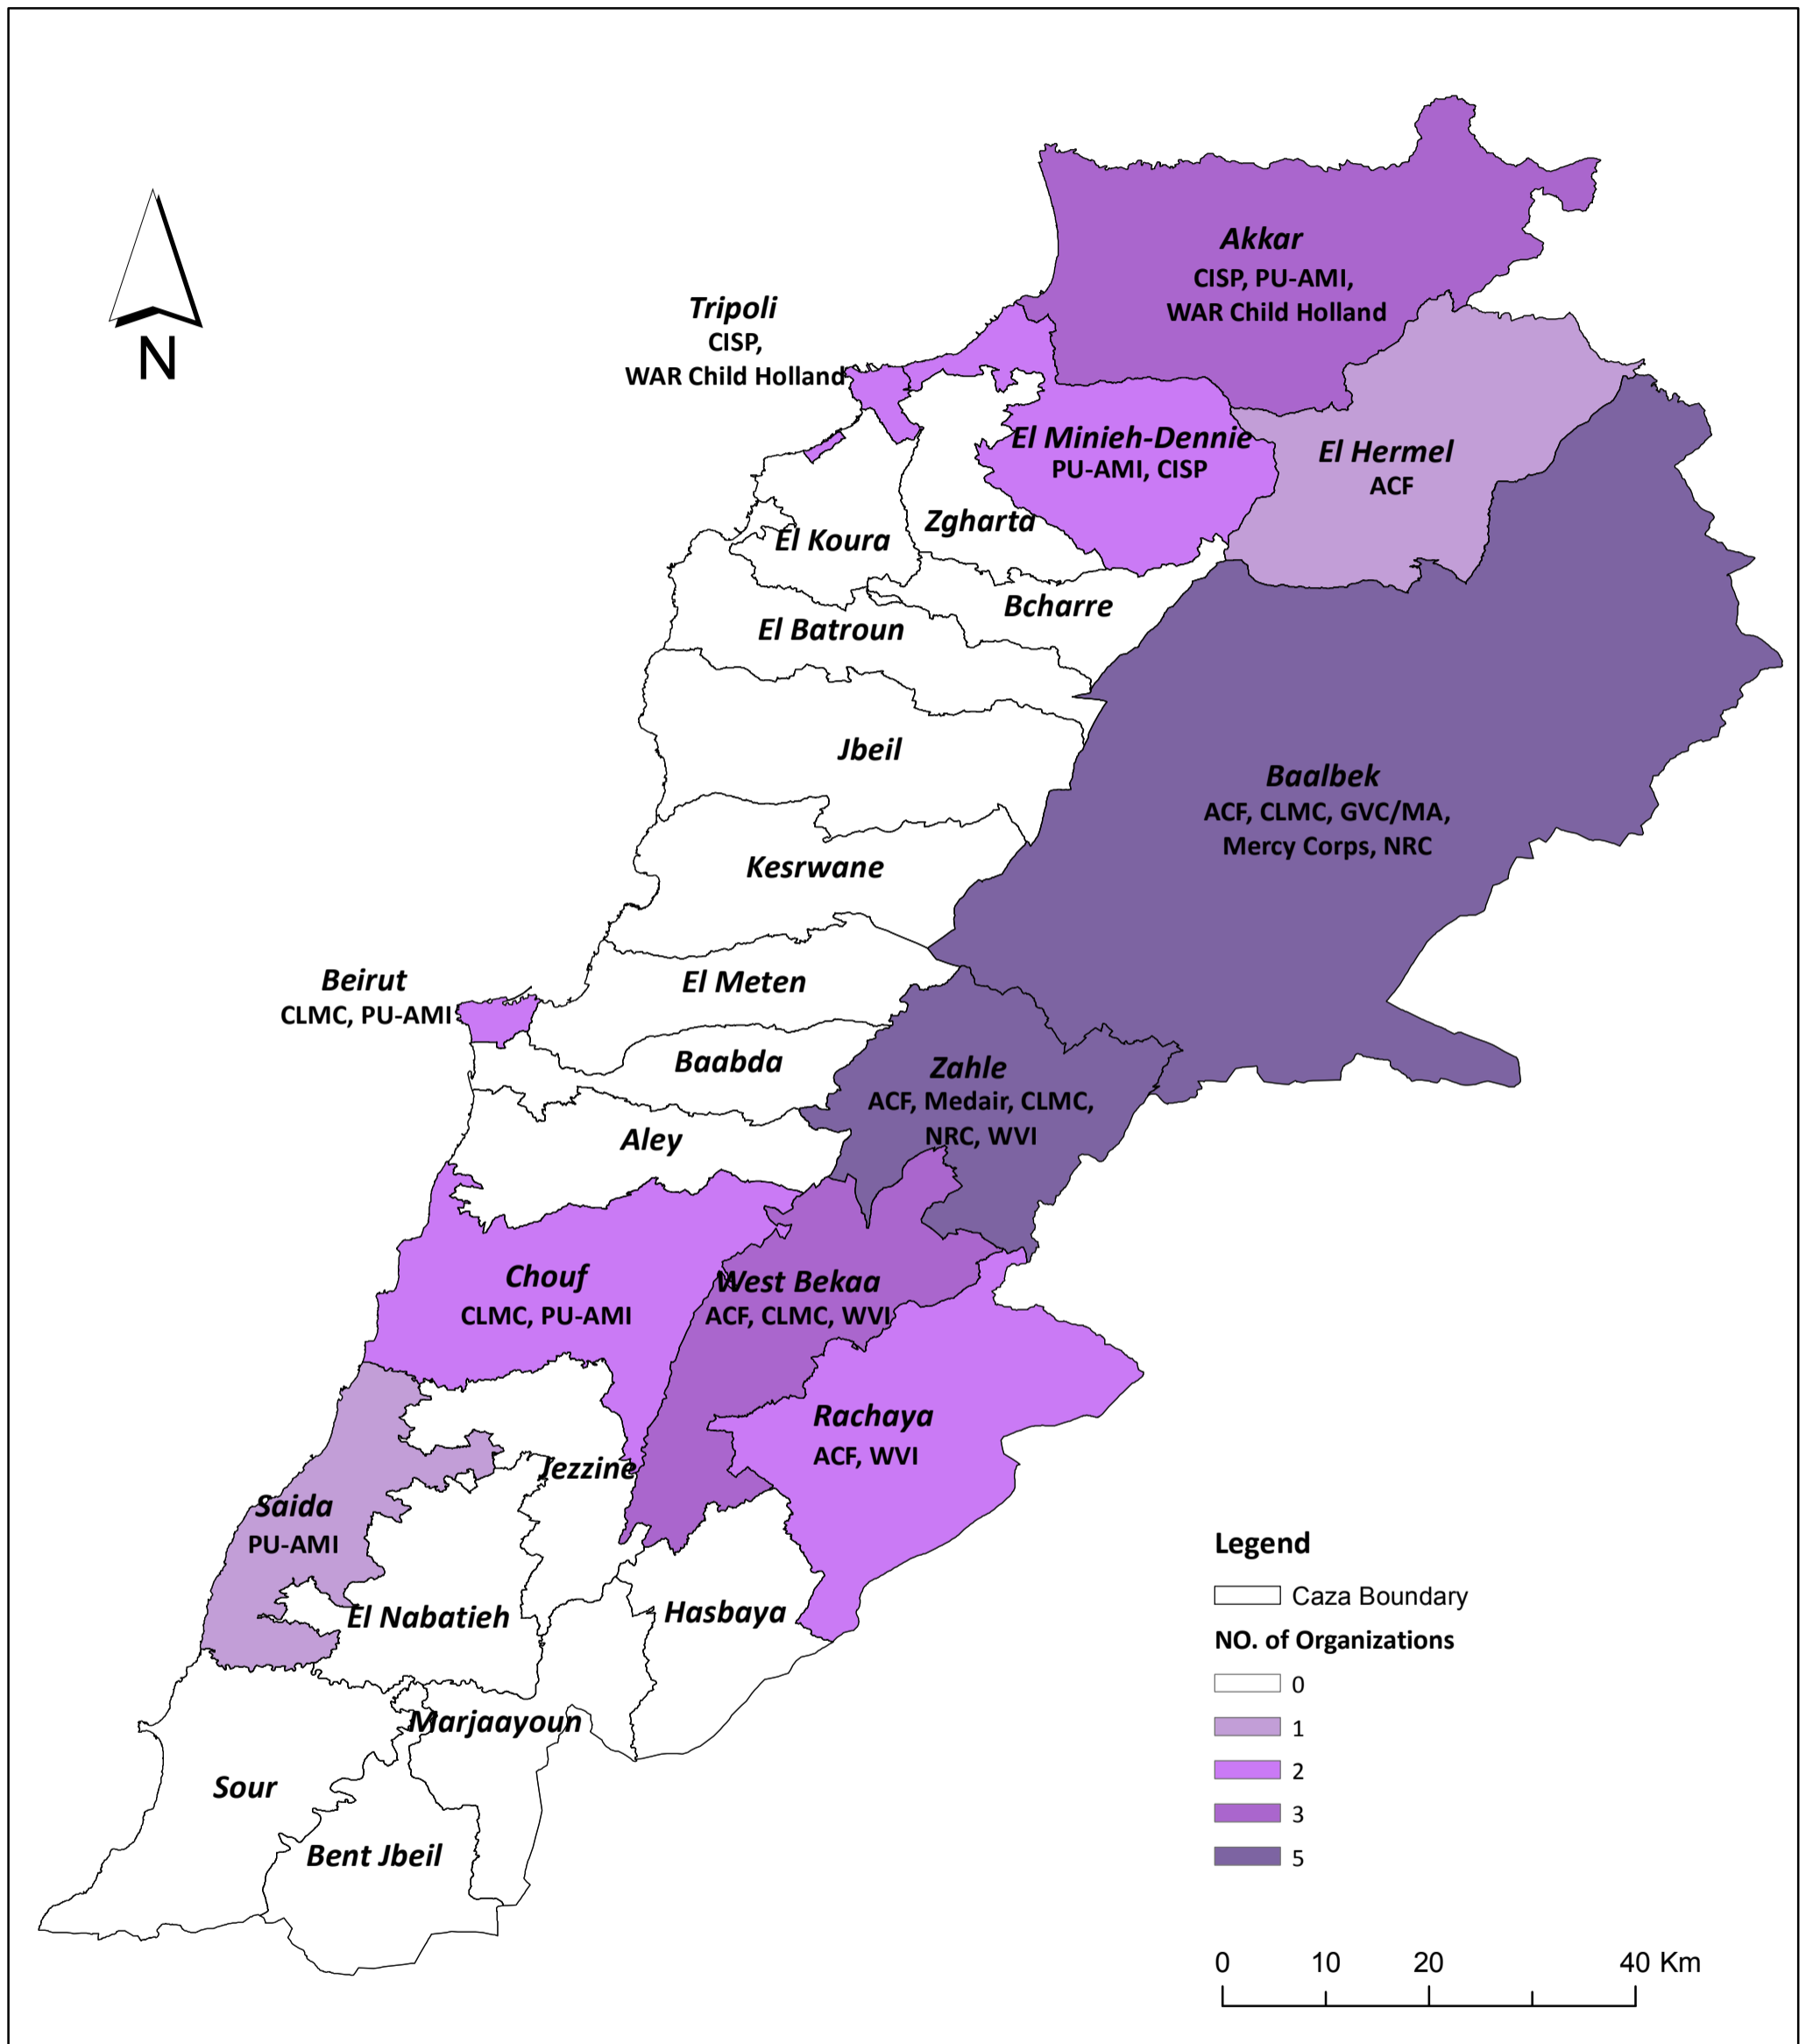 N
Akkar
CISP, PU-AMI,
WAR Child Holland
Tripoli
CISP,
WAR Child Holland
El Minieh-Dennie
PU-AMI, CISP
El Hermel
ACF
Zgharta
El Koura
Bcharre
El Batroun
Jbeil
Baalbek
ACF, CLMC, GVC/MA,
Mercy Corps, NRC
Kesrwane
Beirut
CLMC, PU-AMI
El Meten
Baabda
Zahle
ACF, Medair, CLMC,
NRC, WVI
Aley
Chouf
CLMC, PU-AMI
West Bekaa
ACF, CLMC, WVI
Rachaya
ACF, WVI
Jezzine
Saida
PU-AMI
El Nabatieh
Hasbaya
Marjaayoun
Sour
Bent Jbeil
Legend
Caza Boundary
NO. of Organizations
0
1
2
3
5
0 10 20 40 Km